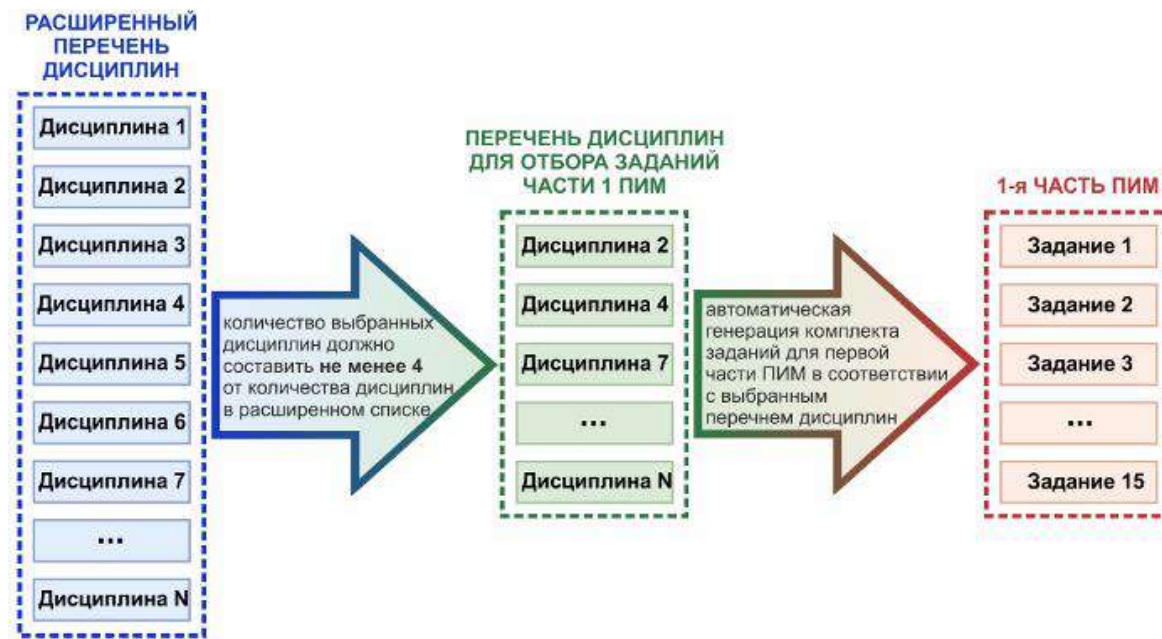 РАСШИРЕННЫЙ
ПЕРЕЧЕНЬ
ДИСЦИПЛИН
Дисциплина 1
Дисциплина 2
Дисциплина 3
Дисциплина 4
Дисциплина 5
Дисциплина 6
Дисциплина 7
...
Дисциплина N
количество выбранных
дисциплин должно
составить не менее 4
от количества дисциплин
в расширенном списке
ПЕРЕЧЕНЬ ДИСЦИПЛИН
ДЛЯ ОТБОРА ЗАДАНИЙ
ЧАСТИ 1 ПИМ
Дисциплина 2
Дисциплина 4
Дисциплина 7
...
Дисциплина N
автоматическая
генерация комплекта
заданий для первой
части ПИМ в соответствии
с выбранным
перечнем дисциплин
1-я ЧАСТЬ ПИМ
Задание 1
Задание 2
Задание 3
...
Задание 15